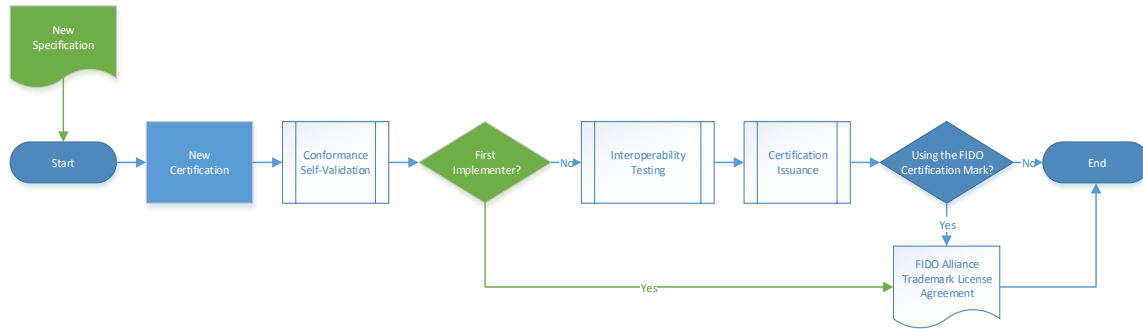 New
Specification
Start
New
Certification
Conformance
Self-Validation
First
Implementer?
No
Interoperability
Testing
Certification
Issuance
Using the FIDO
Certification Mark?
No
End
Yes
Yes
FIDO Alliance
Trademark License
Agreement